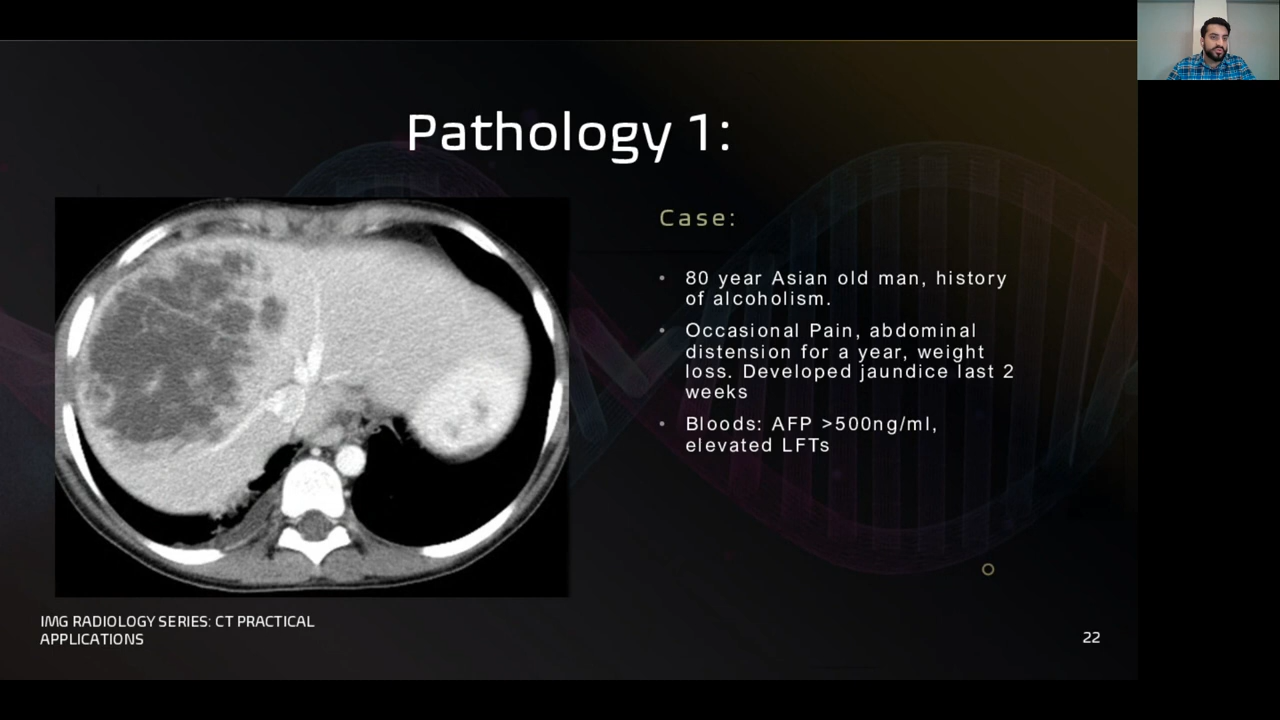 Pathology 1:
Case:
• 80 year Asian old man, history
of alcoholism.
• Occasional Pain, abdominal
distension for a year, weight
loss. Developed jaundice last 2
weeks
• Bloods: AFP >500ng/ml,
elevated LFTs
IMG RADIOLOGY SERIES: CT PRACTICAL
APPLICATIONS
22